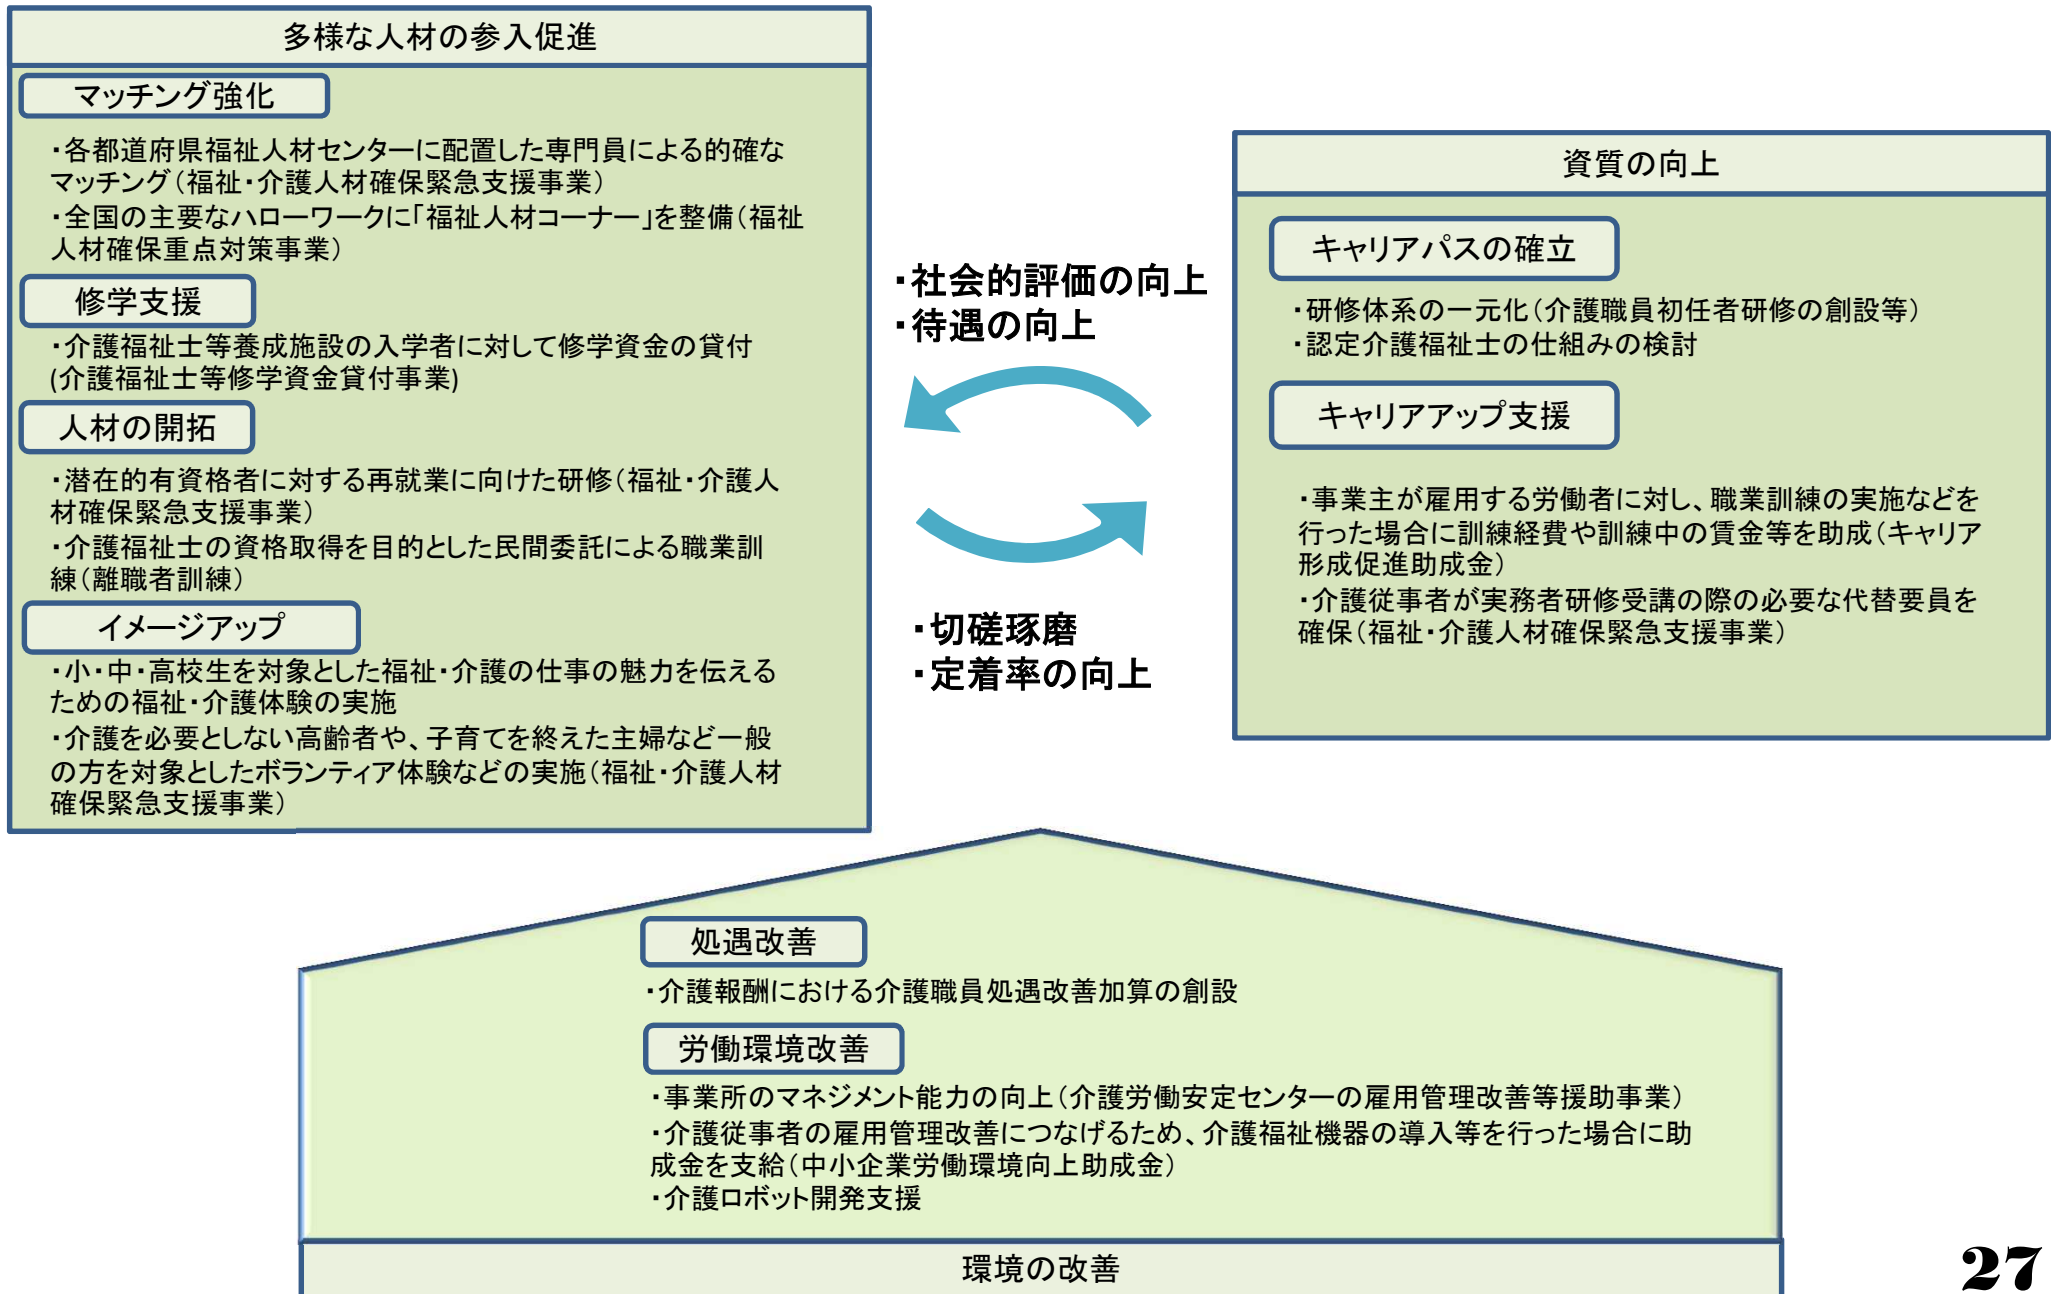 多様な人材の参入促進
マッチング強化
・各都道府県福祉人材センターに配置した専門員による的確な
マッチング（福祉・介護人材確保緊急支援事業）
・全国の主要なハローワークに「福祉人材コーナー」を整備（福祉
人材確保重点対策事業）
修学支援
・介護福祉士等養成施設の入学者に対して修学資金の貸付
(介護福祉士等修学資金貸付事業)
人材の開拓
・潜在的有資格者に対する再就業に向けた研修（福祉・介護人
材確保緊急支援事業）
・介護福祉士の資格取得を目的とした民間委託による職業訓
練（離職者訓練）
イメージアップ
・小・中・高校生を対象とした福祉・介護の仕事の魅力を伝える
ための福祉・介護体験の実施
・介護を必要としない高齢者や、子育てを終えた主婦など一般
の方を対象としたボランティア体験などの実施（福祉・介護人材
確保緊急支援事業）
・社会的評価の向上
・待遇の向上
・切磋琢磨
・定着率の向上
資質の向上
キャリアパスの確立
・研修体系の一元化（介護職員初任者研修の創設等）
・認定介護福祉士の仕組みの検討
キャリアアップ支援
・事業主が雇用する労働者に対し、職業訓練の実施などを
行った場合に訓練経費や訓練中の賃金等を助成（キャリア
形成促進助成金）
・介護従事者が実務者研修受講の際の必要な代替要員を
確保（福祉・介護人材確保緊急支援事業）
処遇改善
・介護報酬における介護職員処遇改善加算の創設
労働環境改善
・事業所のマネジメント能力の向上（介護労働安定センターの雇用管理改善等援助事業）
・介護従事者の雇用管理改善につなげるため、介護福祉機器の導入等を行った場合に助
成金を支給（中小企業労働環境向上助成金）
・介護ロボット開発支援
環境の改善
27